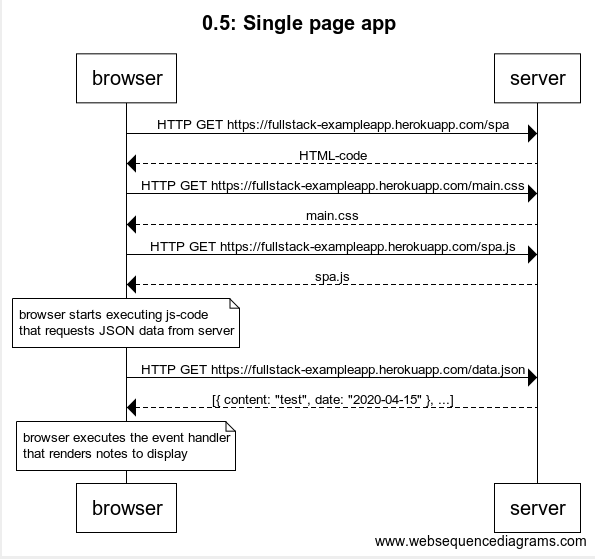 0.5: Single page app
browser
server
HTTP GET https://fullstack-exampleapp.herokuapp.com/spa
HTML-code
HTTP GET https://fullstack-exampleapp.herokuapp.com/main.css
main.css
HTTP GET https://fullstack-exampleapp.herokuapp.com/spa.js
spa.js
browser starts executing js-code
that requests JSON data from server
HTTP GET https://fullstack-exampleapp.herokuapp.com/data.json
[{ content: "test", date: "2020-04-15" }, ...]
browser executes the event handler
that renders notes to display
browser
server
www.websequencediagrams.com